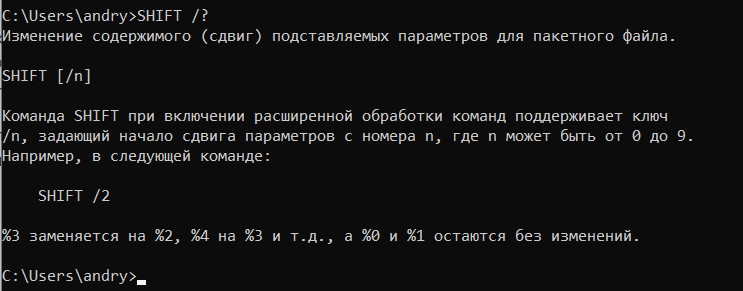 C:\Users\andry>SHIFT /?
Изменение содержимого (сдвиг) подставляемых параметров для пакетного файла.
SHIFT [/n]
Команда SHIFT при включении расширенной обработки команд поддерживает ключ
/n, задающий начало сдвига параметров с номера n, где n может быть от 0 до 9.
Например, в следующей команде:
SHIFT /2
%3 заменяется на %2, %4 на %3 и т.д., а %0 и %1 остаются без изменений.
C:\Users\andry>